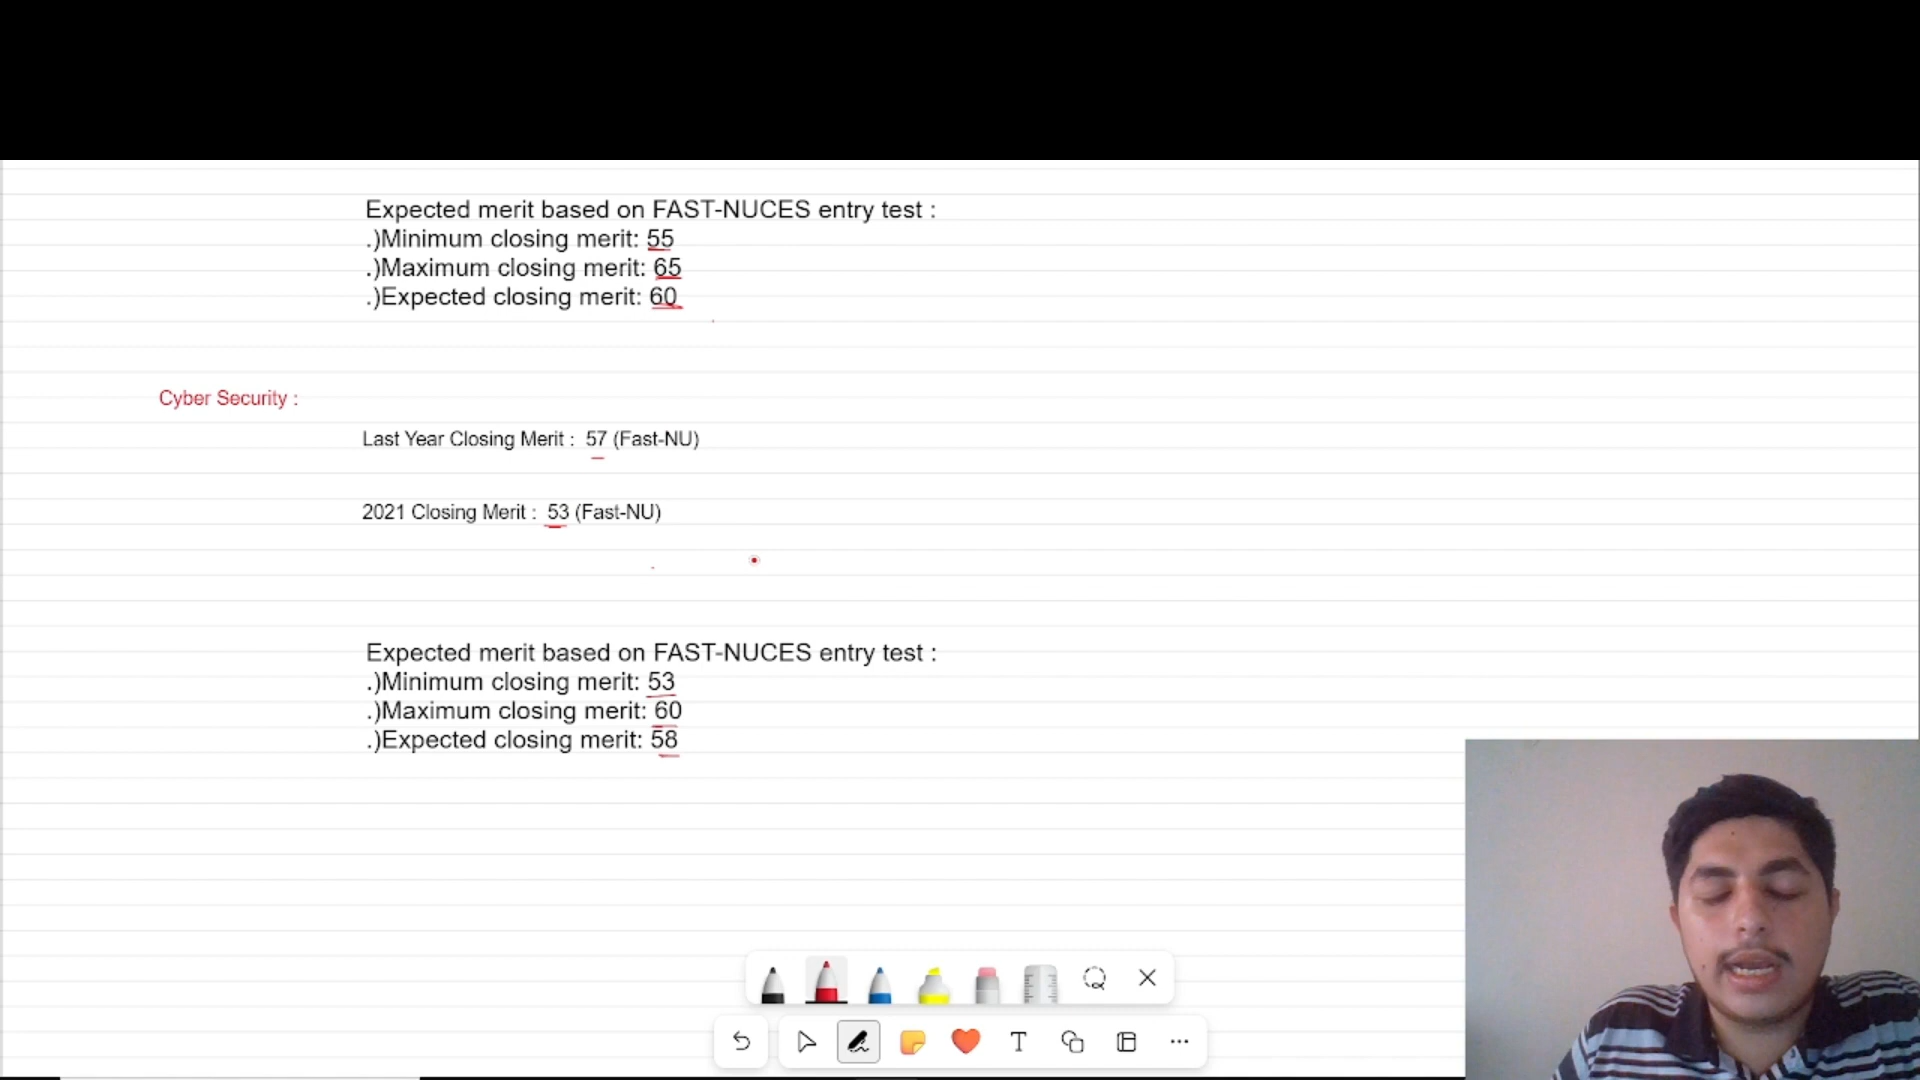 Expected merit based on FAST-NUCES entry test :
.)Minimum closing merit: 55
.)Maximum closing merit: 65
.)Expected closing merit: 60
Cyber Security :
Last Year Closing Merit : 57 (Fast-NU)
2021 Closing Merit : 53 (Fast-NU)
Expected merit based on FAST-NUCES entry test :
.)Minimum closing merit: 53
.)Maximum closing merit: 60
.)Expected closing merit: 58